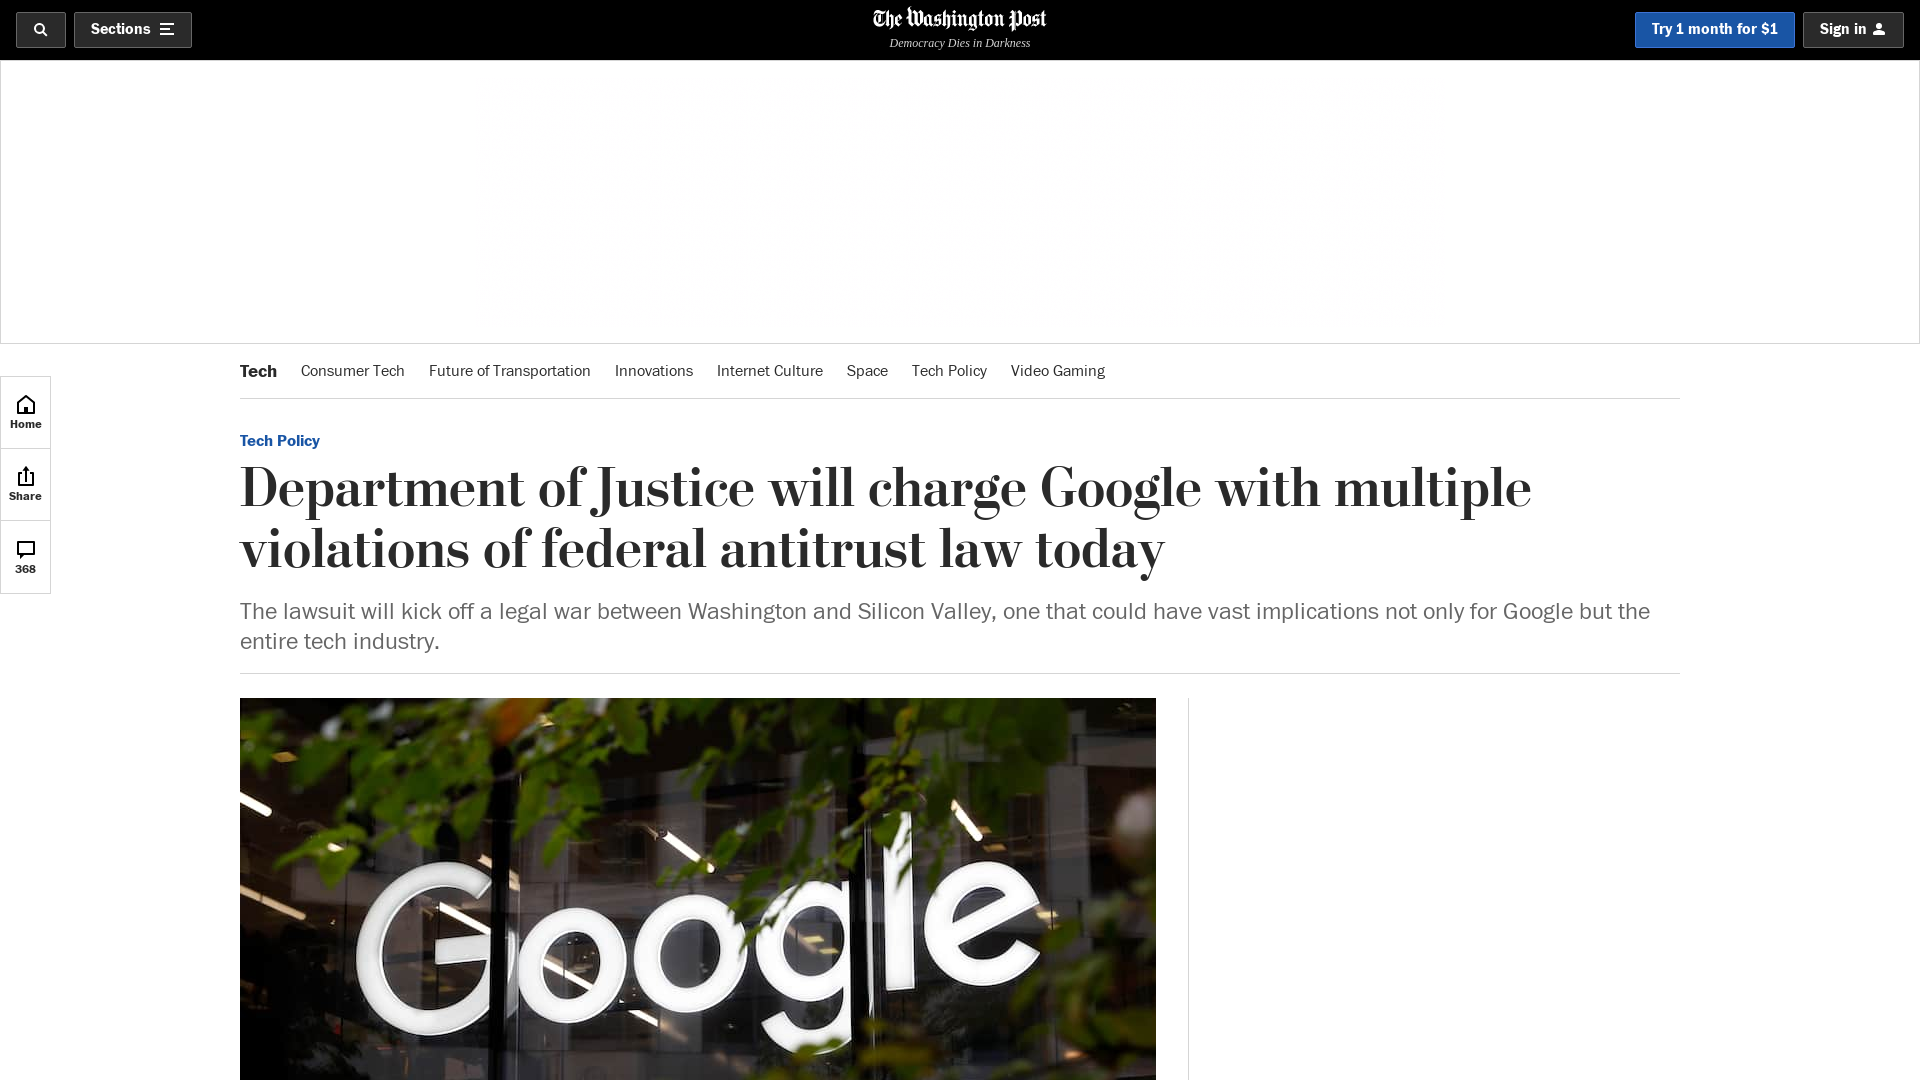 Sections
The Washington Post
Democracy Dies in Darkness
Try 1 month for $1
Sign in
Tech
Consumer Tech
Future of Transportation
Innovations
Internet Culture
Space
Tech Policy
Video Gaming
Home
Share
368
Tech Policy
Department of Justice will charge Google with multiple
violations of federal antitrust law today
The lawsuit will kick off a legal war between Washington and Silicon Valley, one that could have vast implications not only for Google but the
entire tech industry.
Google